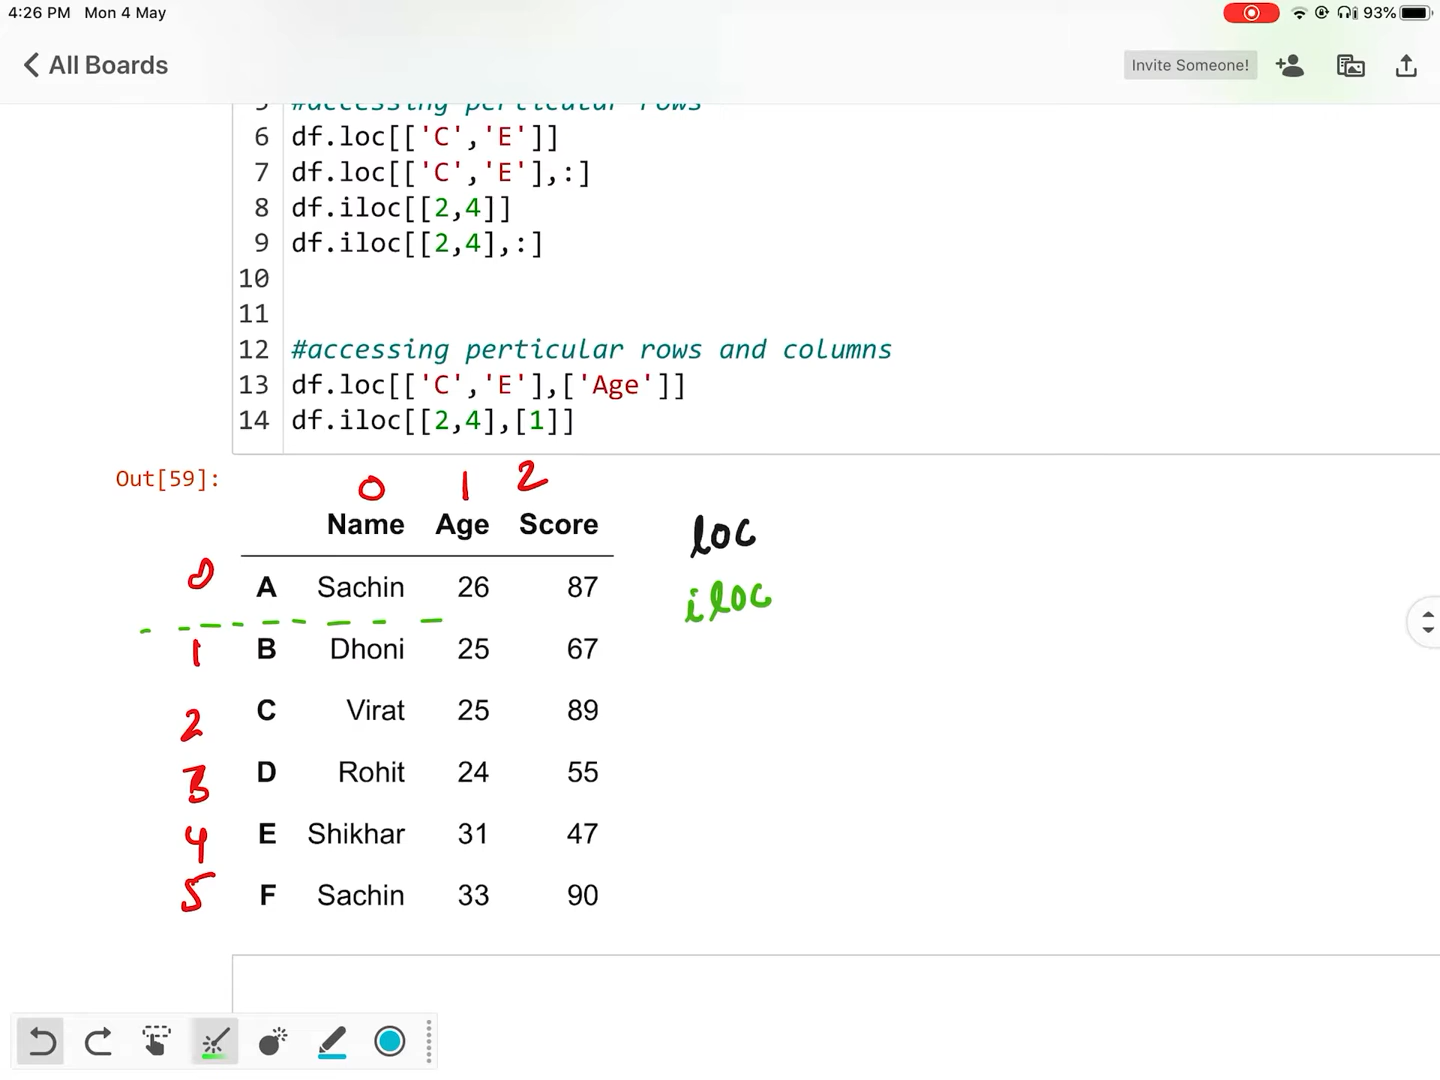 4:26 PM Mon 4 May 93%
All Boards Invite Someone!
5 #accessing perticular rows
6 df.loc[['C','E']]
7 df.loc[['C','E'],:]
8 df.iloc[[2,4]]
9 df.iloc[[2,4],:]
10
11
12 #accessing perticular rows and columns
13 df.loc[['C','E'],['Age']]
14 df.iloc[[2,4],[1]]
Out[59]:
0 1 2
Name Age Score
loc
0 A Sachin 26 87
iloc
1 B Dhoni 25 67
2 C Virat 25 89
3 D Rohit 24 55
4 E Shikhar 31 47
5 F Sachin 33 90